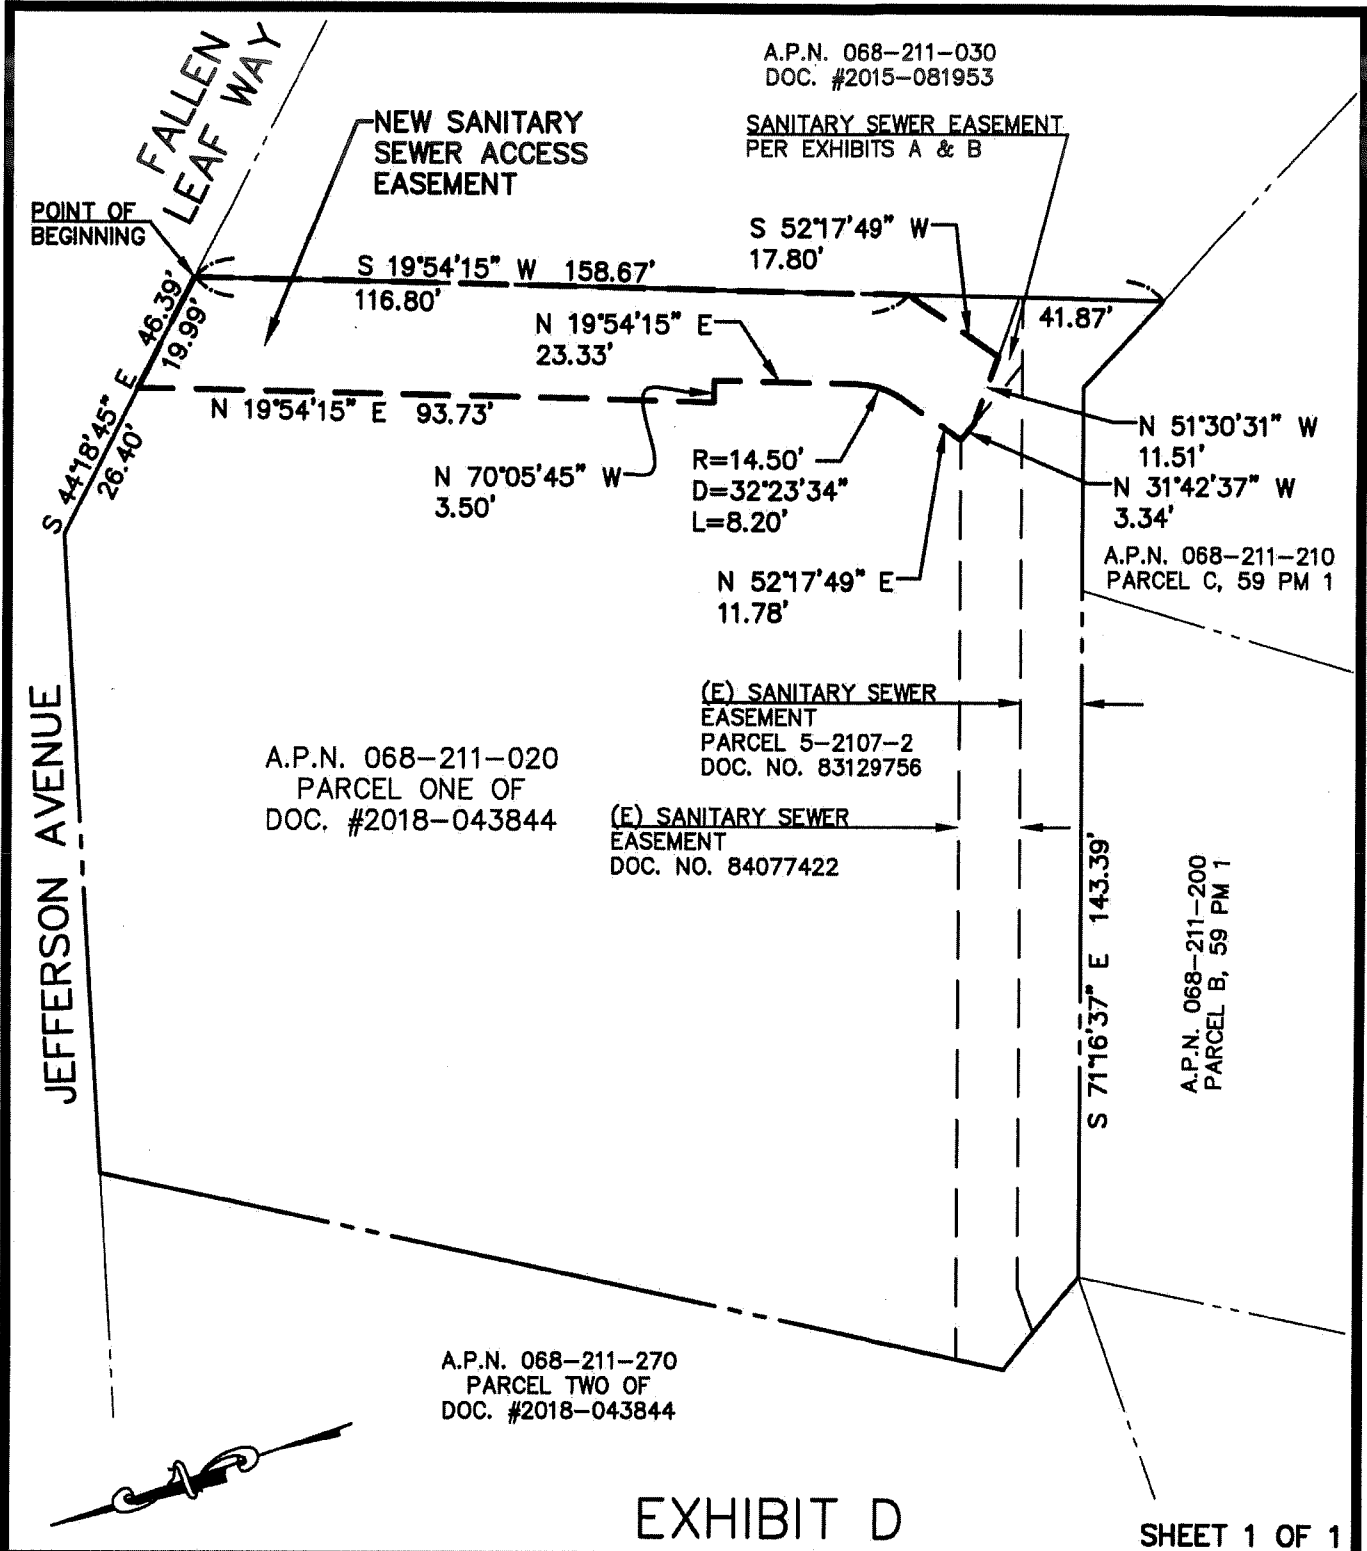 FALLEN
LEAF WAY
A.P.N. 068-211-030
DOC. #2015-081953
NEW SANITARY
SEWER ACCESS
EASEMENT
SANITARY SEWER EASEMENT
PER EXHIBITS A & B
POINT OF
BEGINNING
S 52°17'49" W
17.80'
S 19°54'15" W 158.67'
116.80'
41.87'
S 44°18'45" E 46.39'
19.99'
26.40'
N 19°54'15" E
23.33'
N 19°54'15" E 93.73'
N 51°30'31" W
11.51'
N 70°05'45" W
3.50'
R=14.50'
D=32°23'34"
L=8.20'
N 31°42'37" W
3.34'
A.P.N. 068-211-210
PARCEL C, 59 PM 1
N 52°17'49" E
11.78'
(E) SANITARY SEWER
EASEMENT
PARCEL 5-2107-2
DOC. NO. 83129756
JEFFERSON AVENUE
A.P.N. 068-211-020
PARCEL ONE OF
DOC. #2018-043844
(E) SANITARY SEWER
EASEMENT
DOC. NO. 84077422
S 71°16'37" E 143.39'
A.P.N. 068-211-200
PARCEL B, 59 PM 1
A.P.N. 068-211-270
PARCEL TWO OF
DOC. #2018-043844
N
EXHIBIT D
SHEET 1 OF 1